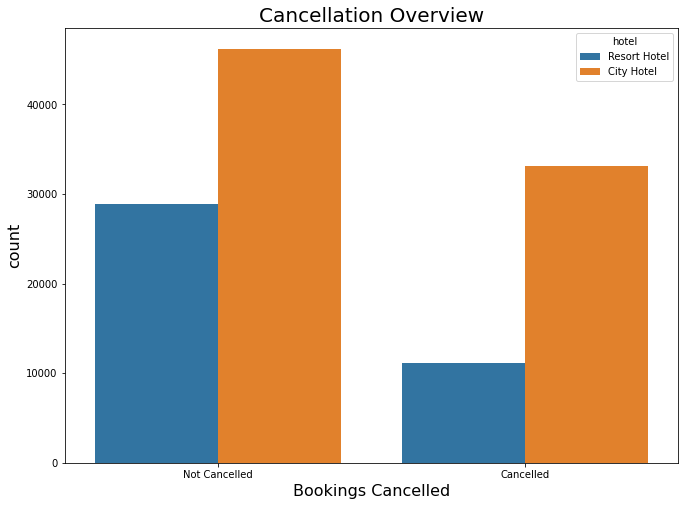 Cancellation Overview
hotel
Resort Hotel
City Hotel
40000
30000
20000
10000
0
count
Not Cancelled
Cancelled
Bookings Cancelled